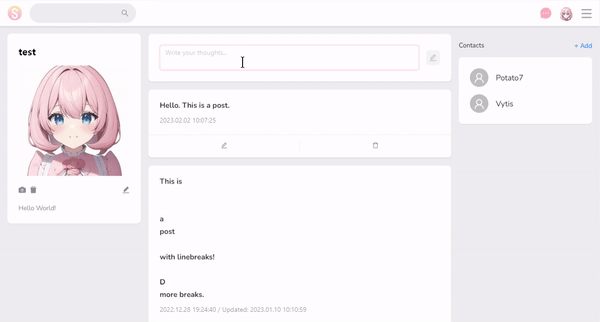 S
test
Hello World!
Write your thoughts...
Hello. This is a post.
2023.02.02 10:07:25
This is
a
post
with linebreaks!
D
more breaks.
2022.12.28 19:24:40 / Updated: 2023.01.10 10:10:59
Contacts
+ Add
Potato7
Vytis